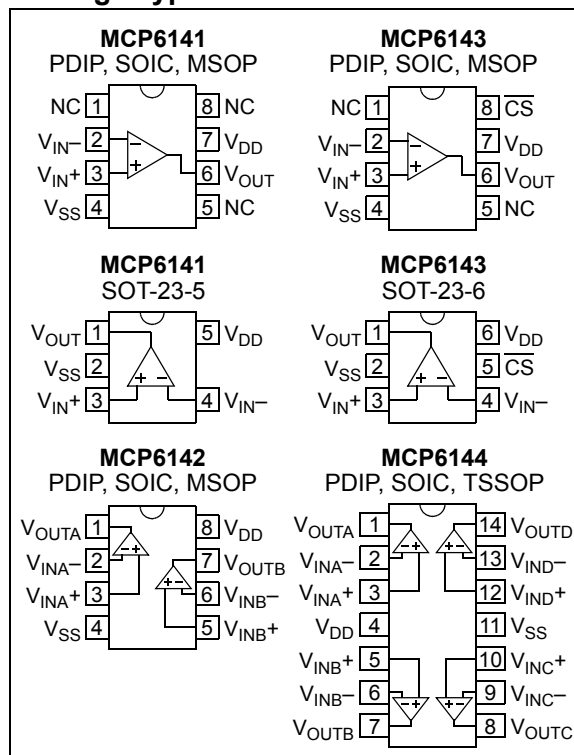 MCP6141
PDIP, SOIC, MSOP
NC 1
8 NC
VIN– 2
7 VDD
VIN+ 3
6 VOUT
VSS 4
5 NC
MCP6143
PDIP, SOIC, MSOP
NC 1
8 CS
VIN– 2
7 VDD
VIN+ 3
6 VOUT
VSS 4
5 NC
MCP6141
SOT-23-5
VOUT 1
5 VDD
VSS 2
VIN+ 3
4 VIN–
MCP6143
SOT-23-6
VOUT 1
6 VDD
VSS 2
5 CS
VIN+ 3
4 VIN–
MCP6142
PDIP, SOIC, MSOP
VOUTA 1
8 VDD
VINA– 2
7 VOUTB
VINA+ 3
6 VINB–
VSS 4
5 VINB+
MCP6144
PDIP, SOIC, TSSOP
VOUTA 1
14 VOUTD
VINA– 2
13 VIND–
VINA+ 3
12 VIND+
VDD 4
11 VSS
VINB+ 5
10 VINC+
VINB– 6
9 VINC–
VOUTB 7
8 VOUTC